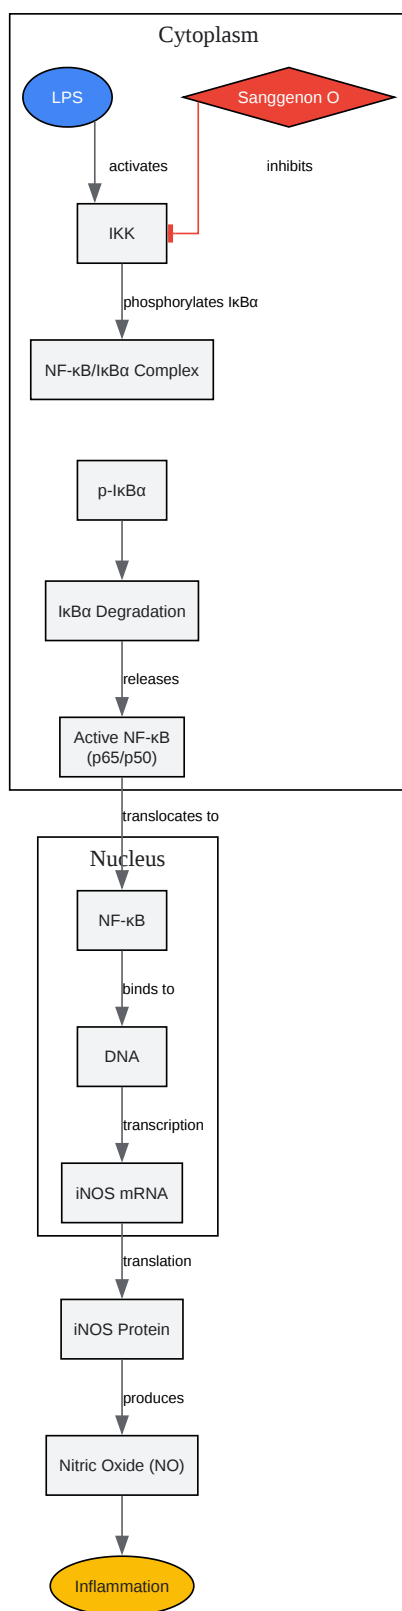 Cytoplasm
LPS
Sanggenon O
activates
inhibits
IKK
phosphorylates IκBα
NF-κB/IκBα Complex
p-IκBα
IκBα Degradation
releases
Active NF-κB
(p65/p50)
translocates to
Nucleus
NF-κB
binds to
DNA
transcription
iNOS mRNA
translation
iNOS Protein
produces
Nitric Oxide (NO)
Inflammation